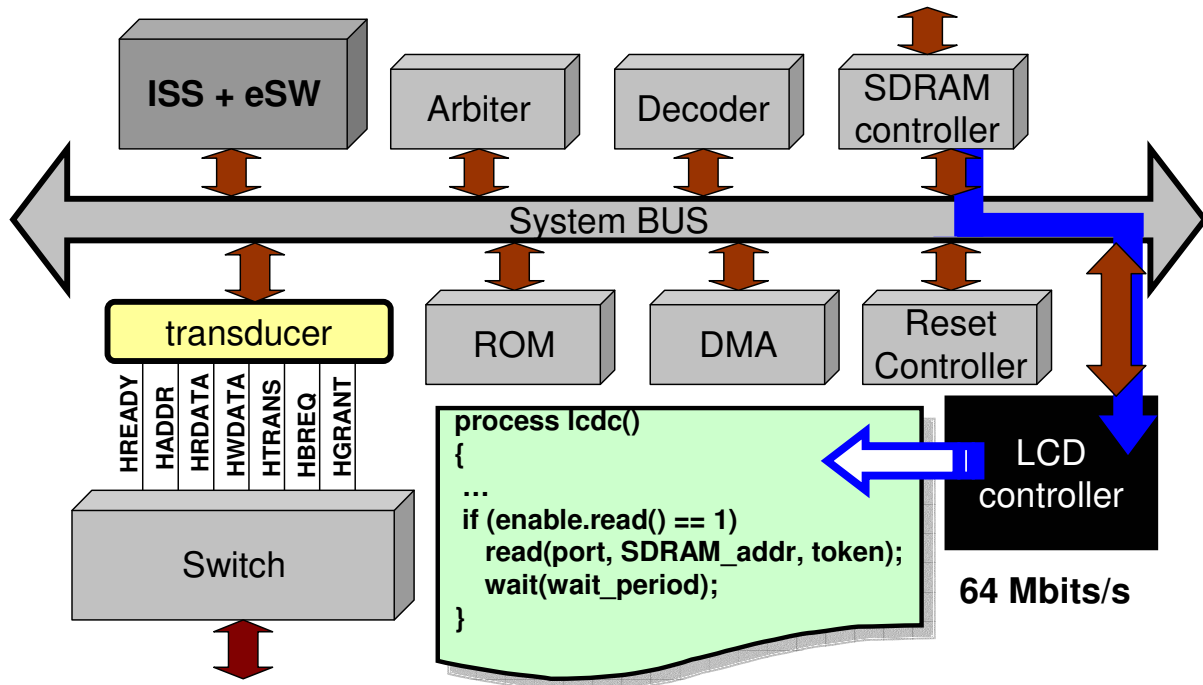 ISS + eSW
Arbiter
Decoder
SDRAM
controller
System BUS
transducer
ROM
DMA
Reset
Controller
HREADY
HADDR
HRDATA
HWDATA
HTRANS
HBREQ
HGRANT
Switch
process lcdc()
{
...
if (enable.read() == 1)
read(port, SDRAM_addr, token);
wait(wait_period);
}
LCD
controller
64 Mbits/s